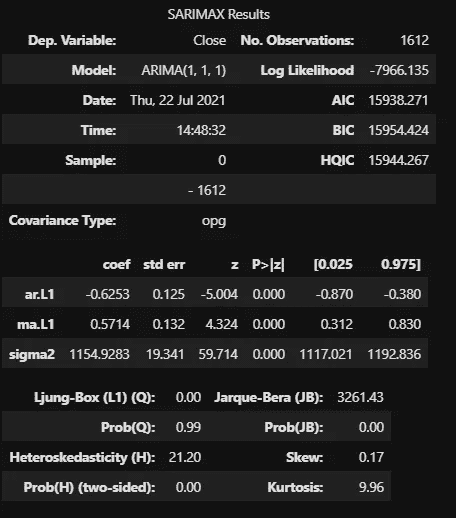 SARIMAX Results
Dep. Variable: Close No. Observations: 1612
Model: ARIMA(1, 1, 1) Log Likelihood -7966.135
Date: Thu, 22 Jul 2021 AIC 15938.271
Time: 14:48:32 BIC 15954.424
Sample: 0 HQIC 15944.267
- 1612
Covariance Type: opg
coef std err z P>|z| [0.025 0.975]
ar.L1 -0.6253 0.125 -5.004 0.000 -0.870 -0.380
ma.L1 0.5714 0.132 4.324 0.000 0.312 0.830
sigma2 1154.9283 19.341 59.714 0.000 1117.021 1192.836
Ljung-Box (L1) (Q): 0.00 Jarque-Bera (JB): 3261.43
Prob(Q): 0.99 Prob(JB): 0.00
Heteroskedasticity (H): 21.20 Skew: 0.17
Prob(H) (two-sided): 0.00 Kurtosis: 9.96